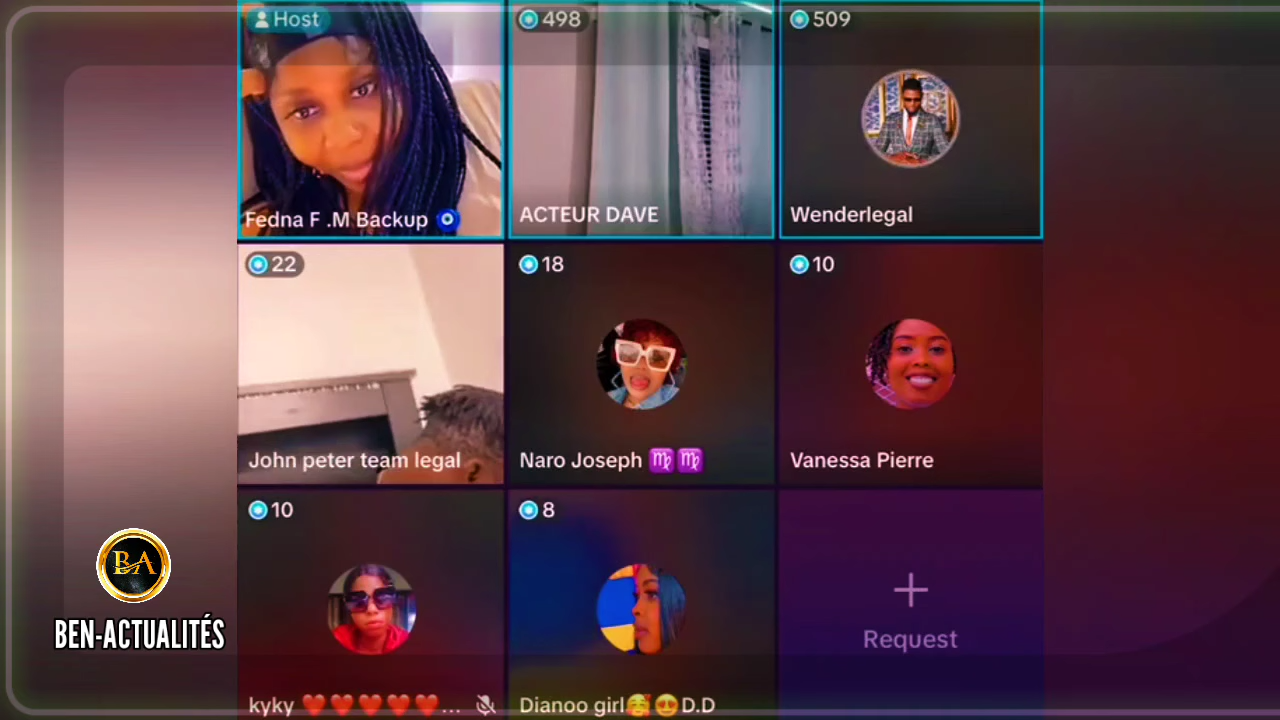 Host
498
509
Fedna F .M Backup 🧿
ACTEUR DAVE
Wenderlegal
22
18
10
John peter team legal
Naro Joseph ♍♍
Vanessa Pierre
10
8
BA
BEN-ACTUALITÉS
+
Request
kyky ❤️❤️❤️❤️❤️...
Dianoo girl🥰😍D.D